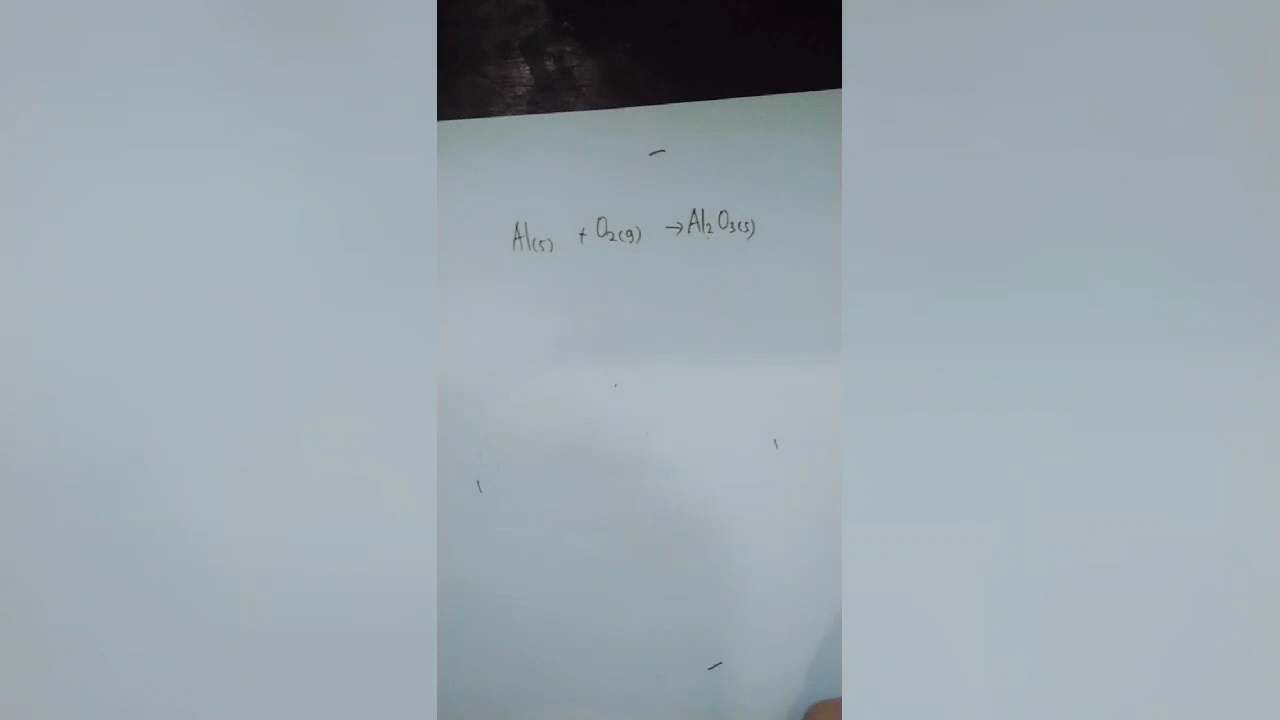 Al(s) + O₂(g) → Al₂O₃(s)